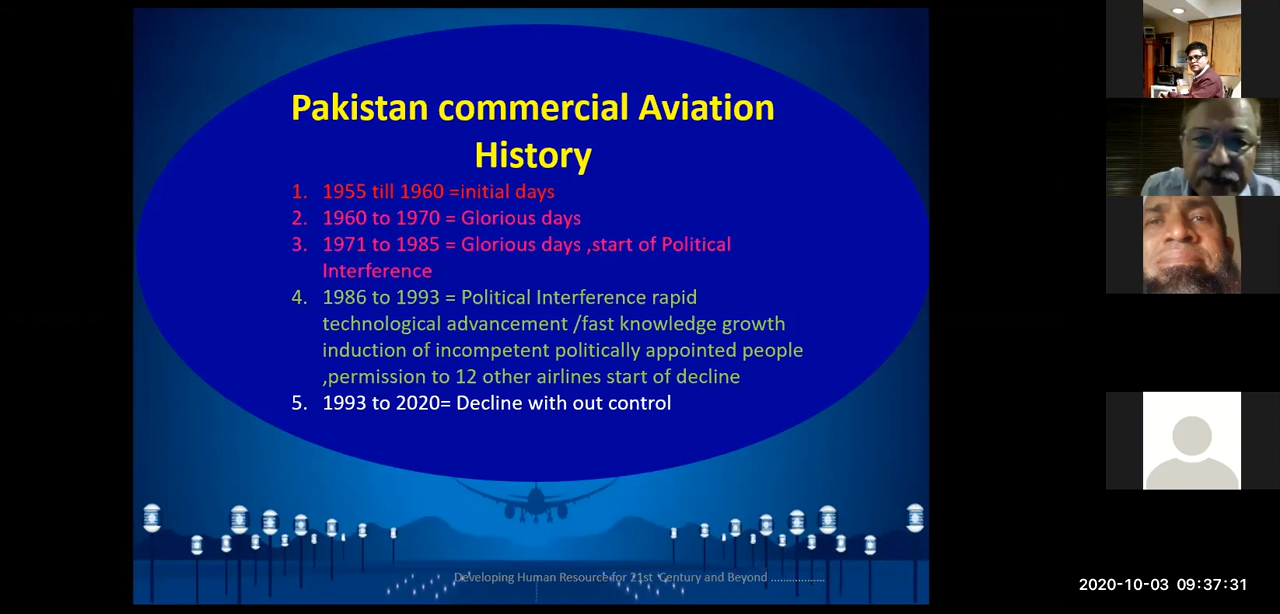 Pakistan commercial Aviation
History
1. 1955 till 1960 =initial days
2. 1960 to 1970 = Glorious days
3. 1971 to 1985 = Glorious days ,start of Political
Interference
4. 1986 to 1993 = Political Interference rapid
technological advancement /fast knowledge growth
induction of incompetent politically appointed people
,permission to 12 other airlines start of decline
5. 1993 to 2020= Decline with out control
Developing Human Resource for 21st Century and Beyond ..................
2020-10-03 09:37:31